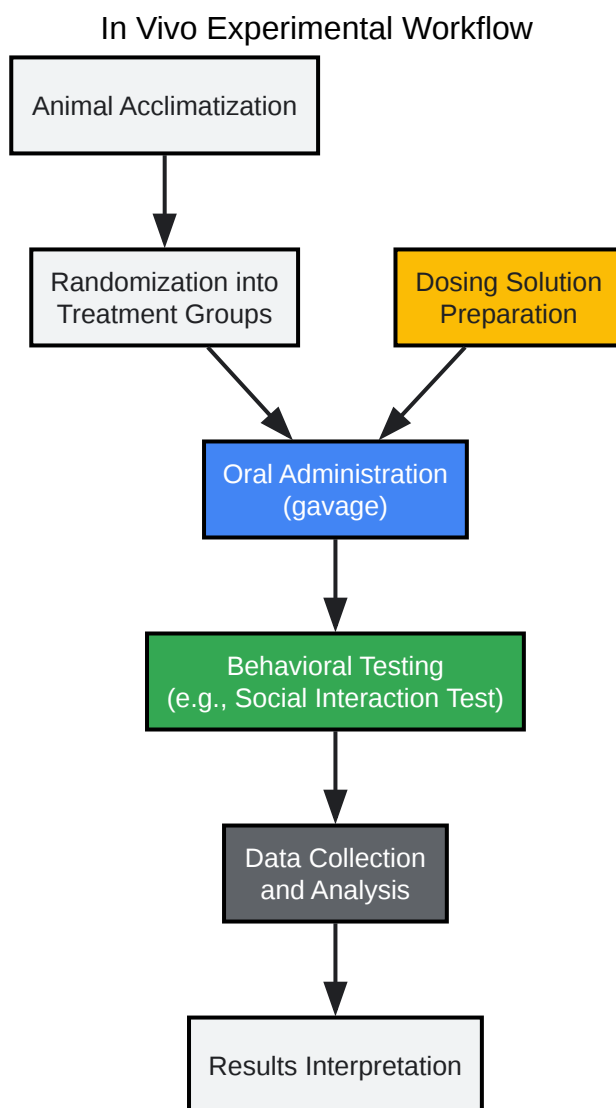 In Vivo Experimental Workflow
Animal Acclimatization
Randomization into
Treatment Groups
Dosing Solution
Preparation
Oral Administration
(gavage)
Behavioral Testing
(e.g., Social Interaction Test)
Data Collection
and Analysis
Results Interpretation